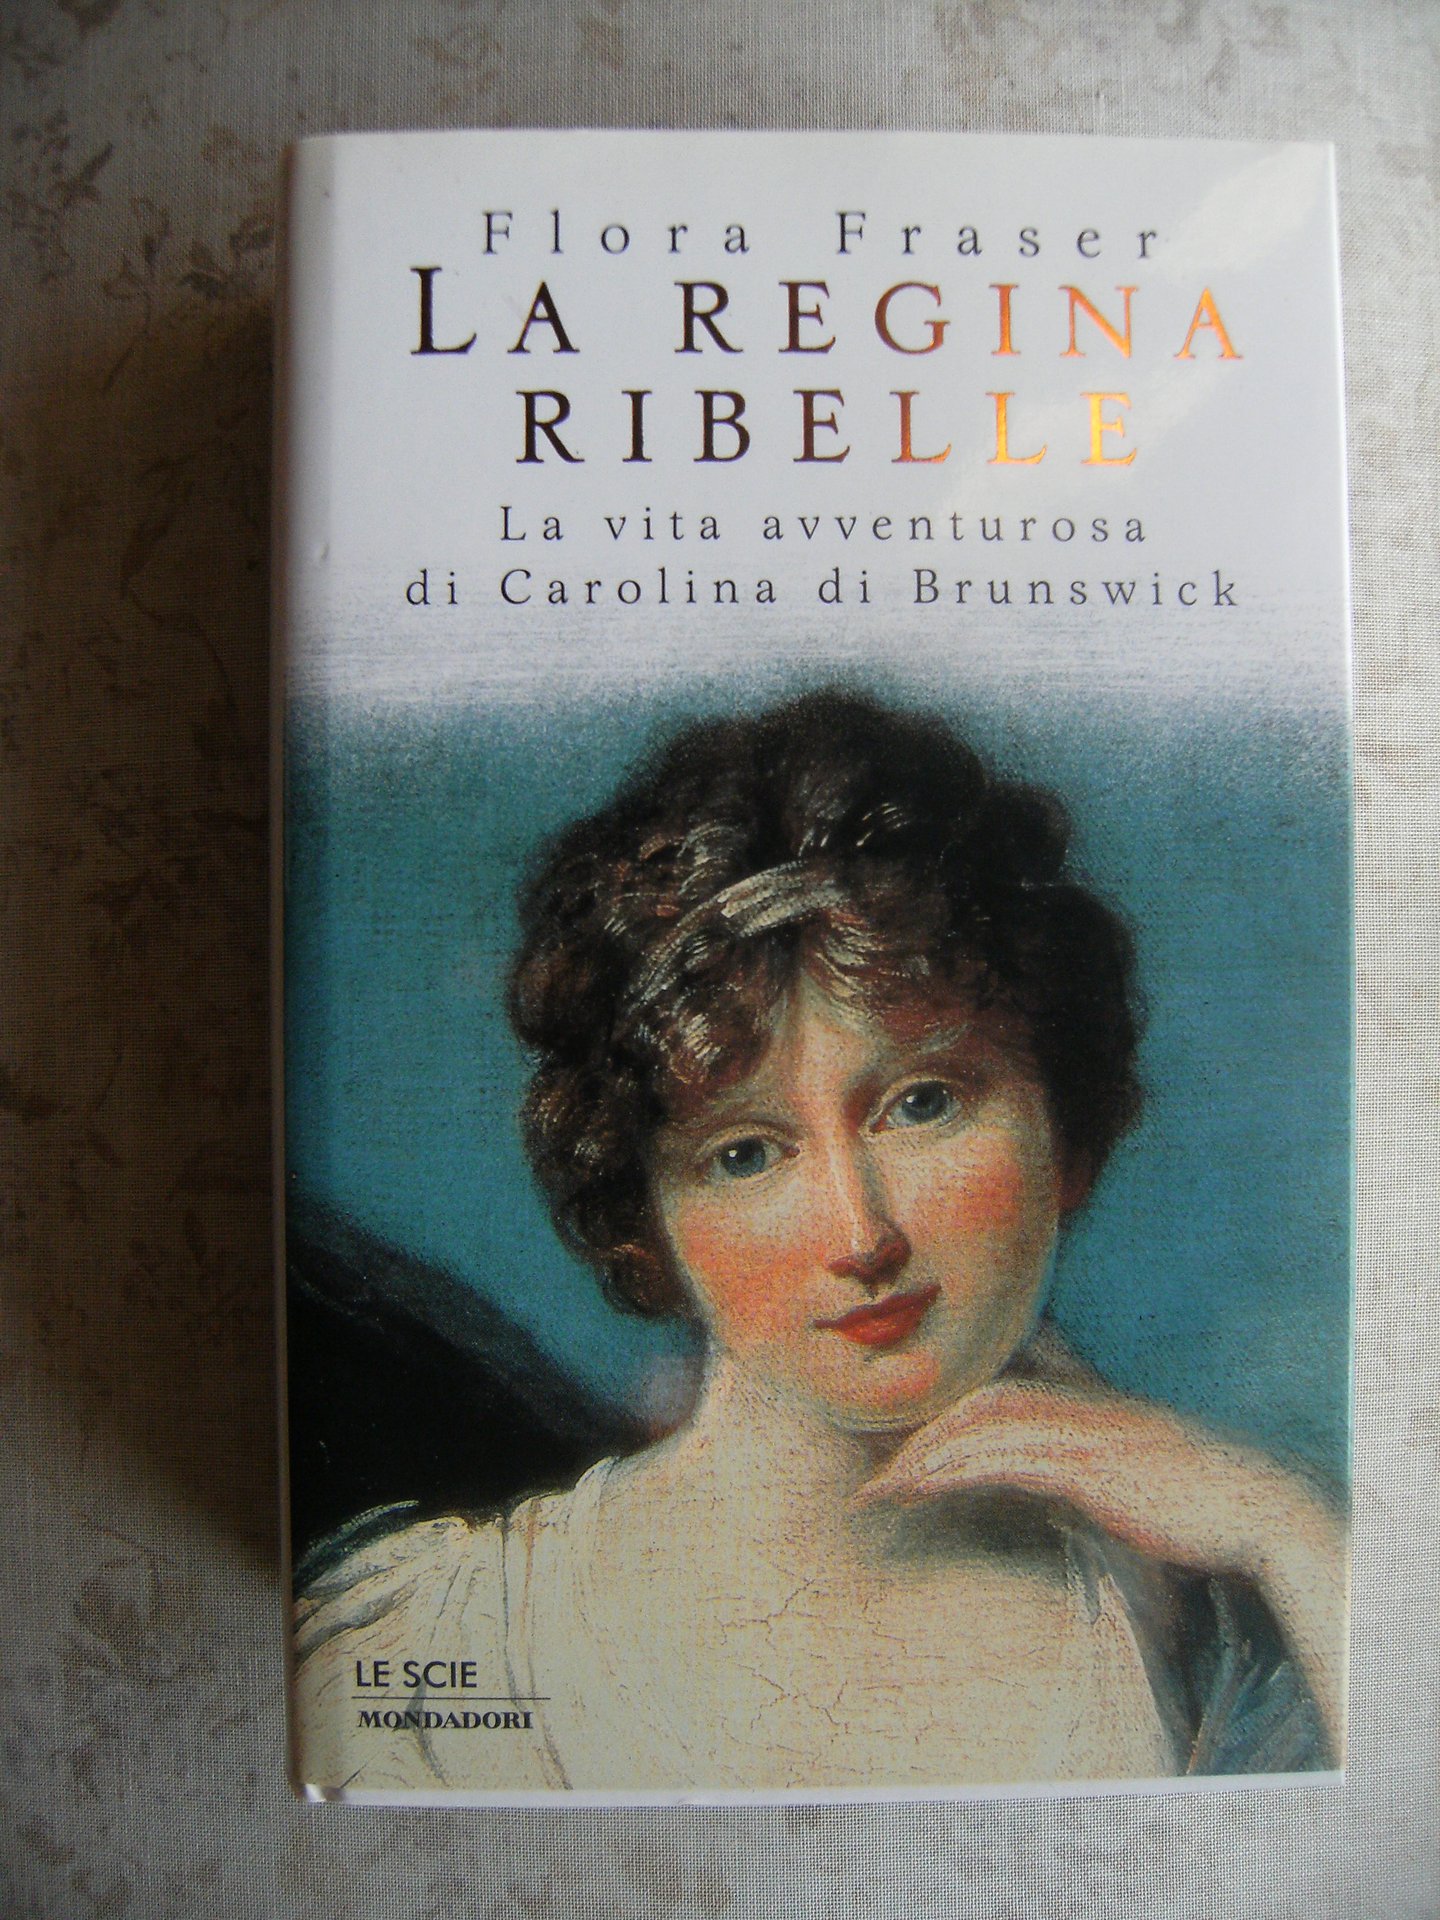 Flora Fraser
LA REGINA
RIBELLE
La vita avventurosa
di Carolina di Brunswick
LE SCIE
MONDADORI